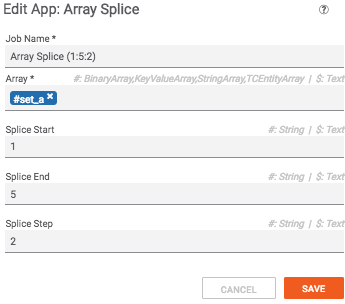 Edit App: Array Splice ?
Job Name *
Array Splice (1:5:2)
Array * #: BinaryArray,KeyValueArray,StringArray,TCEntityArray | $: Text
#set_a ×
Splice Start #: String | $: Text
1
Splice End #: String | $: Text
5
Splice Step #: String | $: Text
2
CANCEL SAVE